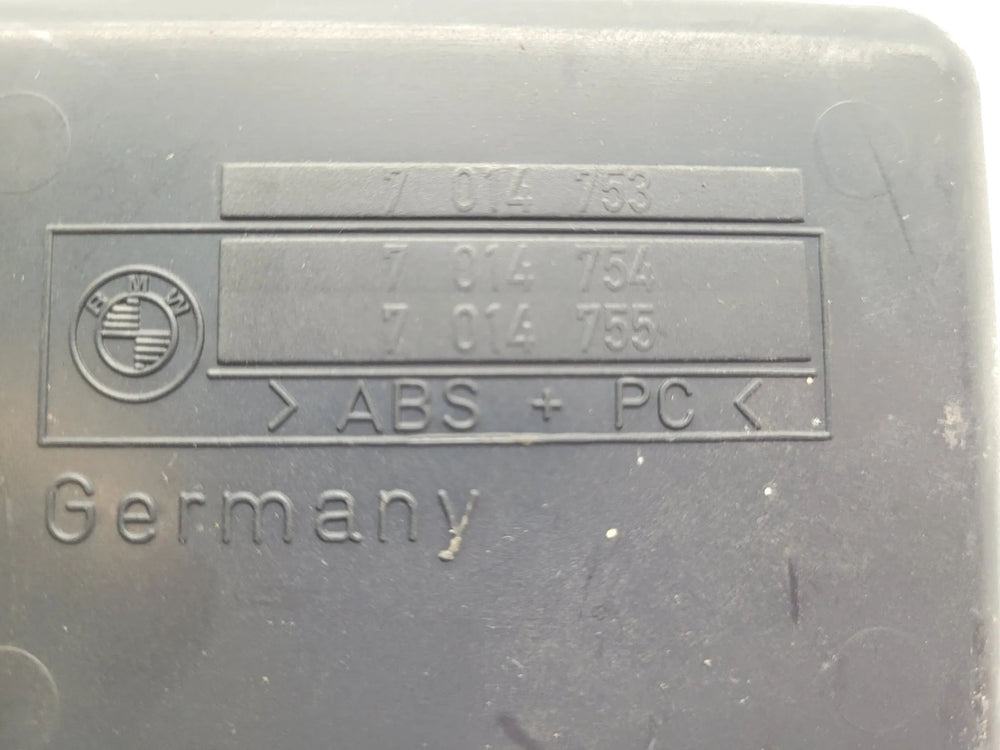 7 014 753
7 014 754
7 014 755
BMW
> ABS + PC <
Germany